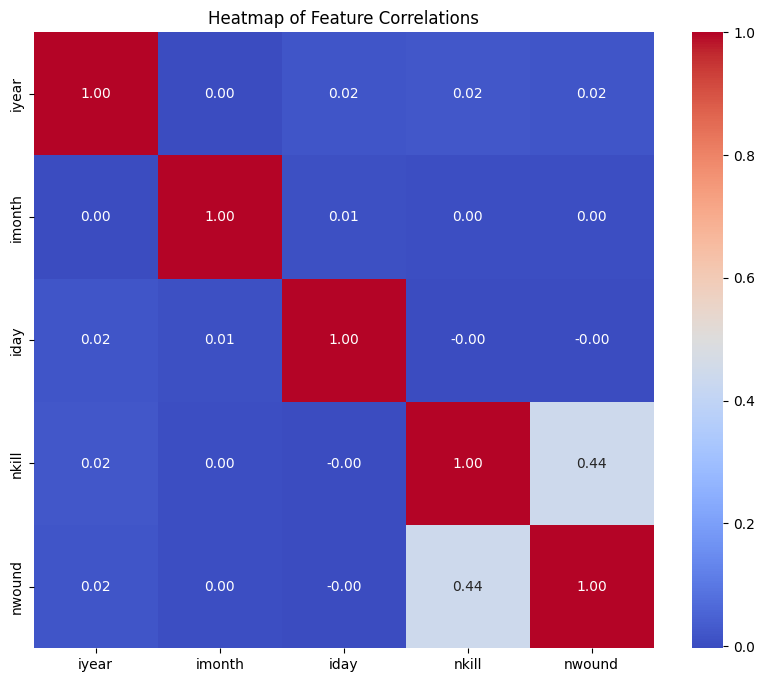 Heatmap of Feature Correlations
iyear 1.00 0.00 0.02 0.02 0.02
imonth 0.00 1.00 0.01 0.00 0.00
iday 0.02 0.01 1.00 -0.00 -0.00
nkill 0.02 0.00 -0.00 1.00 0.44
nwound 0.02 0.00 -0.00 0.44 1.00
iyear imonth iday nkill nwound
1.0
0.8
0.6
0.4
0.2
0.0